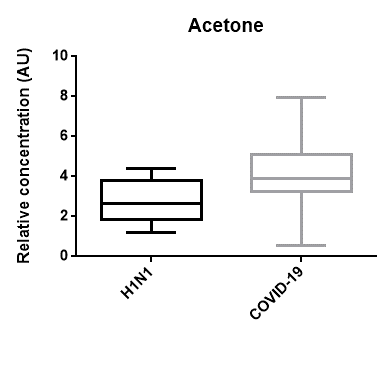 Acetone
Relative concentration (AU)
10
8
6
4
2
0
H1N1
COVID-19